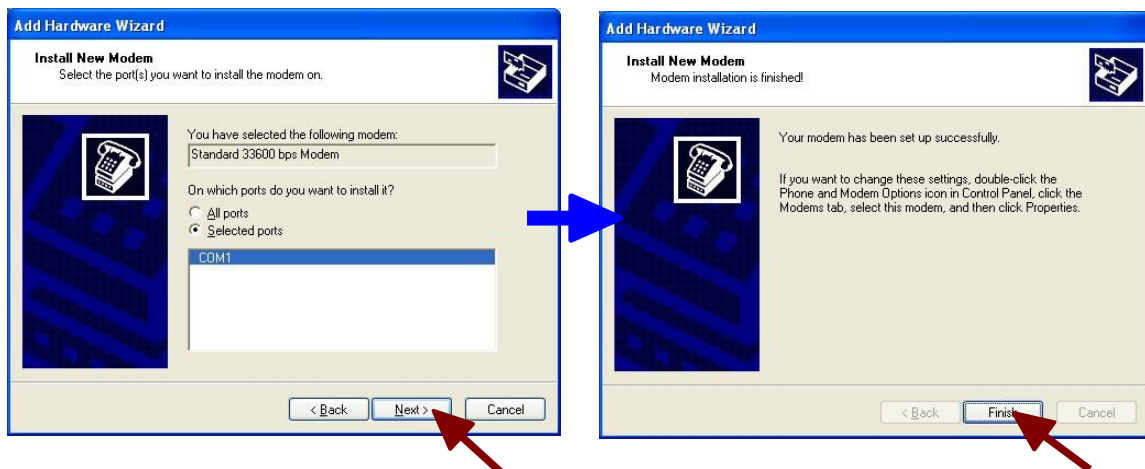 Add Hardware Wizard
Install New Modem
Select the port(s) you want to install the modem on.
You have selected the following modem:
Standard 33600 bps Modem
On which ports do you want to install it?
All ports
Selected ports
COM1
< Back
Next >
Cancel
Add Hardware Wizard
Install New Modem
Modem installation is finished!
Your modem has been set up successfully.
If you want to change these settings, double-click the
Phone and Modem Options icon in Control Panel, click the
Modems tab, select this modem, and then click Properties.
< Back
Finish
Cancel